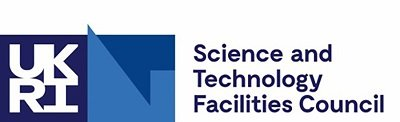 UK
RI
Science and
Technology
Facilities Council